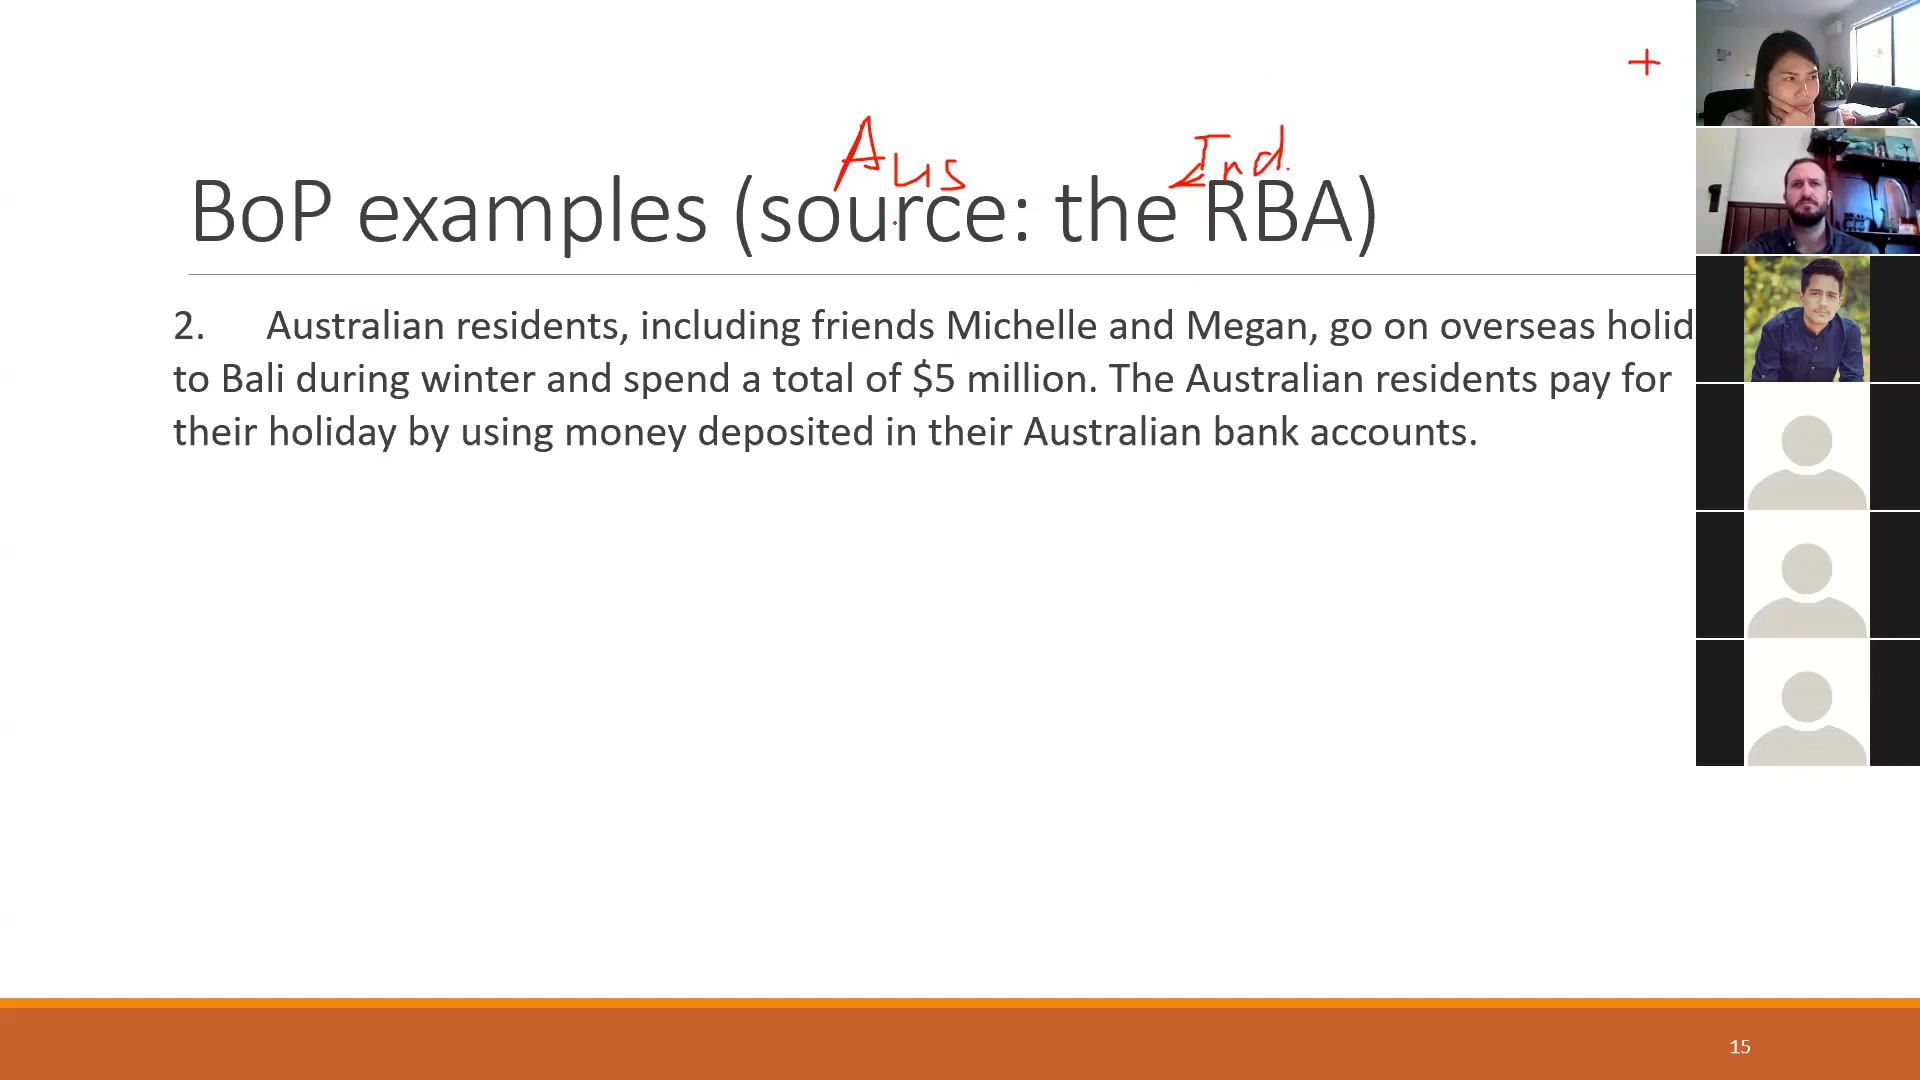 +
Aus Ind.
BoP examples (source: the RBA)
2. Australian residents, including friends Michelle and Megan, go on overseas holid
to Bali during winter and spend a total of $5 million. The Australian residents pay for
their holiday by using money deposited in their Australian bank accounts.
15